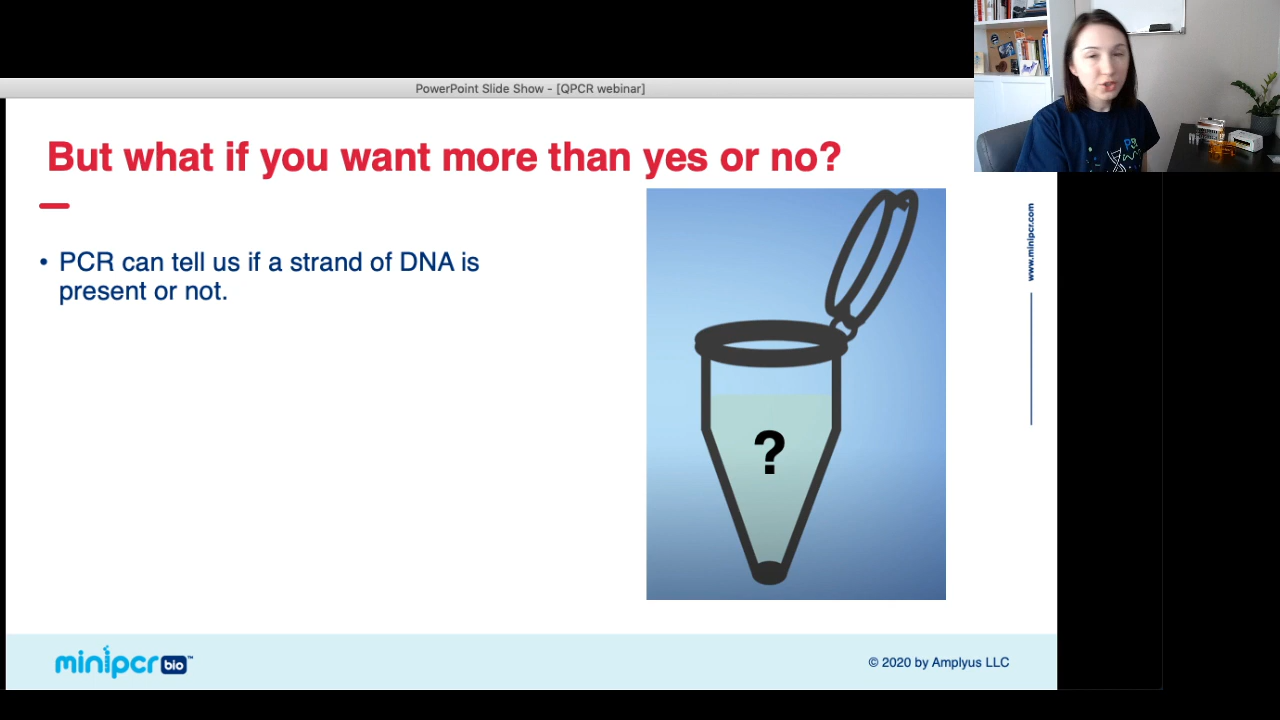 PowerPoint Slide Show - [QPCR webinar]
But what if you want more than yes or no?
• PCR can tell us if a strand of DNA is
present or not.
?
www.minipcr.com
minipcr bio™
© 2020 by Amplyus LLC